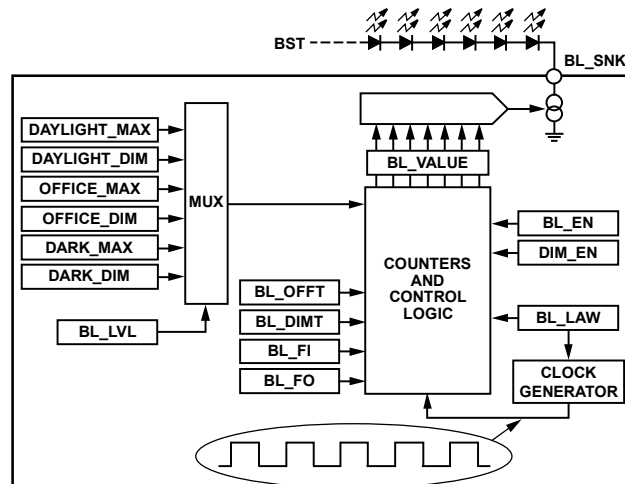 BST
BL_SNK
DAYLIGHT_MAX
DAYLIGHT_DIM
OFFICE_MAX
OFFICE_DIM
DARK_MAX
DARK_DIM
MUX
BL_LVL
BL_VALUE
COUNTERS
AND
CONTROL
LOGIC
BL_EN
DIM_EN
BL_OFFT
BL_DIMT
BL_FI
BL_FO
BL_LAW
CLOCK
GENERATOR